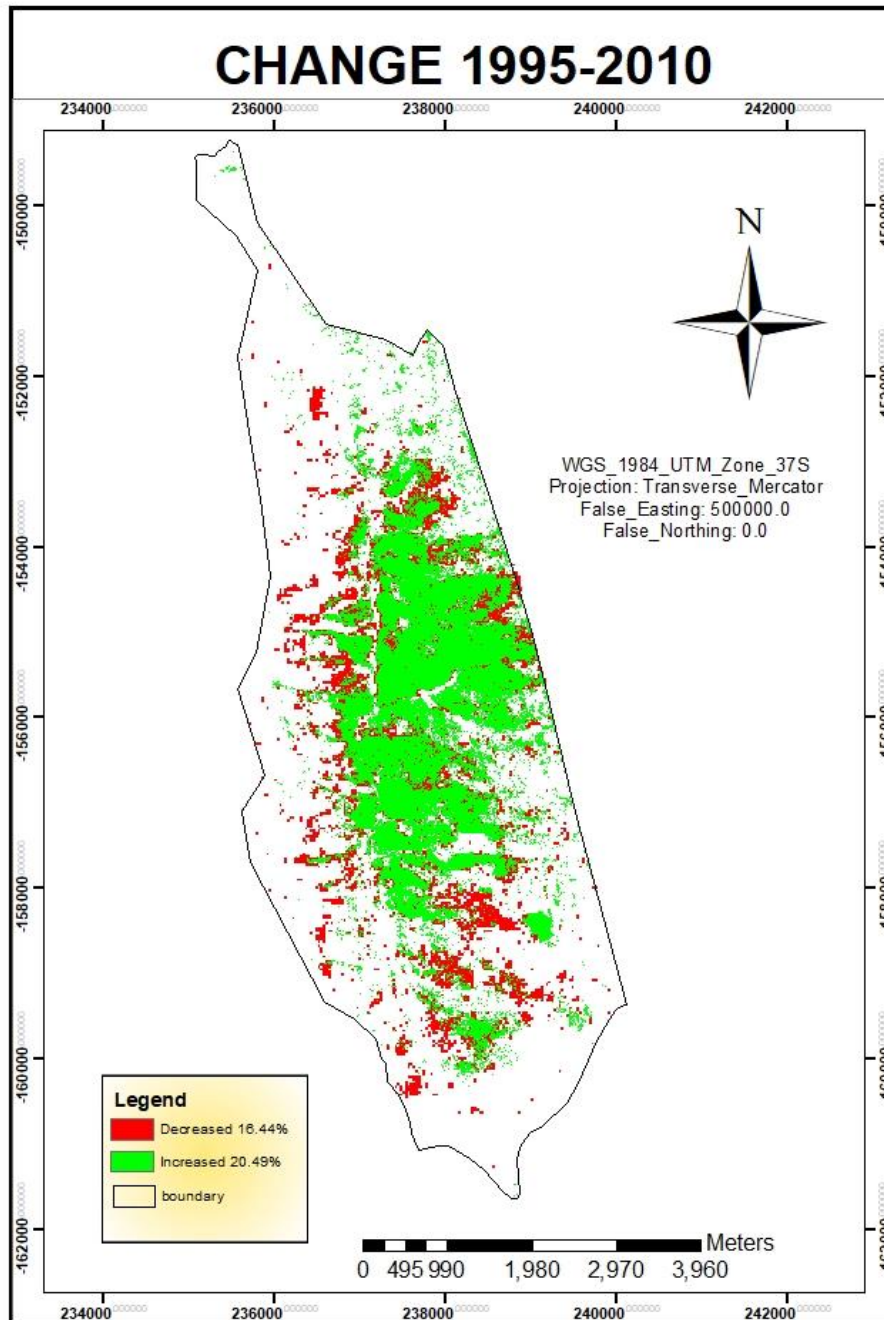 CHANGE 1995-2010
234000 236000 238000 240000 242000
-150000
-152000
-154000
-156000
-158000
-160000
-162000
N
WGS_1984_UTM_Zone_37S
Projection: Transverse_Mercator
False_Easting: 500000.0
False_Northing: 0.0
Legend
Decreased 16.44%
Increased 20.49%
boundary
Meters
0 495 990 1,980 2,970 3,960
234000 236000 238000 240000 242000